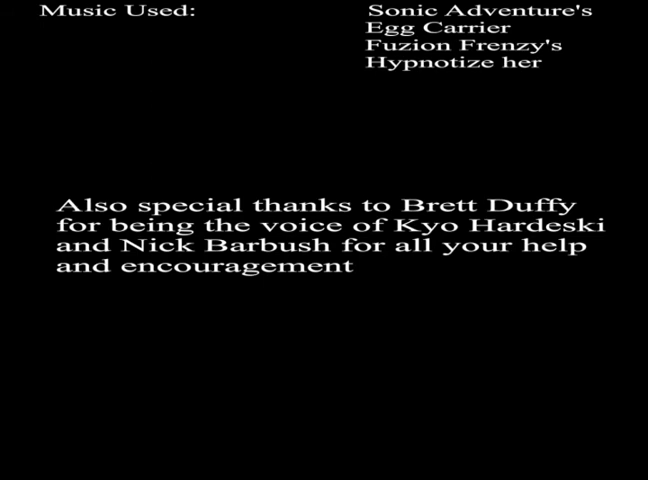 Music Used: Sonic Adventure's
Egg Carrier
Fuzion Frenzy's
Hypnotize her
Also special thanks to Brett Duffy
for being the voice of Kyo Hardeski
and Nick Barbush for all your help
and encouragement